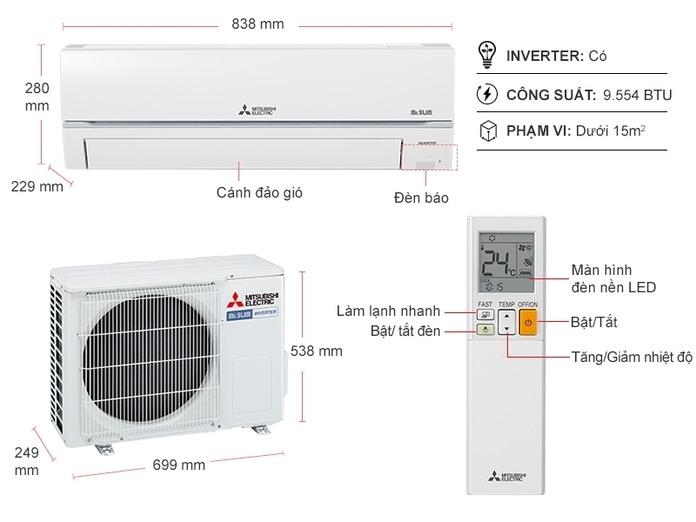 838 mm
280
mm
229 mm
MITSUBISHI
ELECTRIC
Mr.SLIM
INVERTER
Cánh đảo gió
Đèn báo
INVERTER: Có
CÔNG SUẤT: 9.554 BTU
PHẠM VI: Dưới 15m²
MITSUBISHI
ELECTRIC
Mr.SLIM INVERTER
538 mm
249
mm
699 mm
24°C
10:15
FAST TEMP OFF/ON
Màn hình
đèn nền LED
Làm lạnh nhanh
Bật/ tắt đèn
Bật/Tắt
Tăng/Giảm nhiệt độ
MITSUBISHI
ELECTRIC